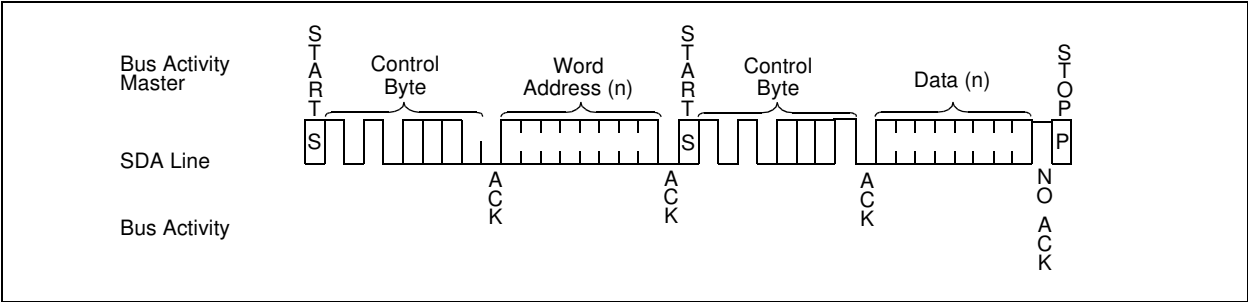 Bus Activity
Master
SDA Line
Bus Activity
START
Control
Byte
Word
Address (n)
START
Control
Byte
Data (n)
STOP
S
S
P
ACK
ACK
ACK
NO ACK